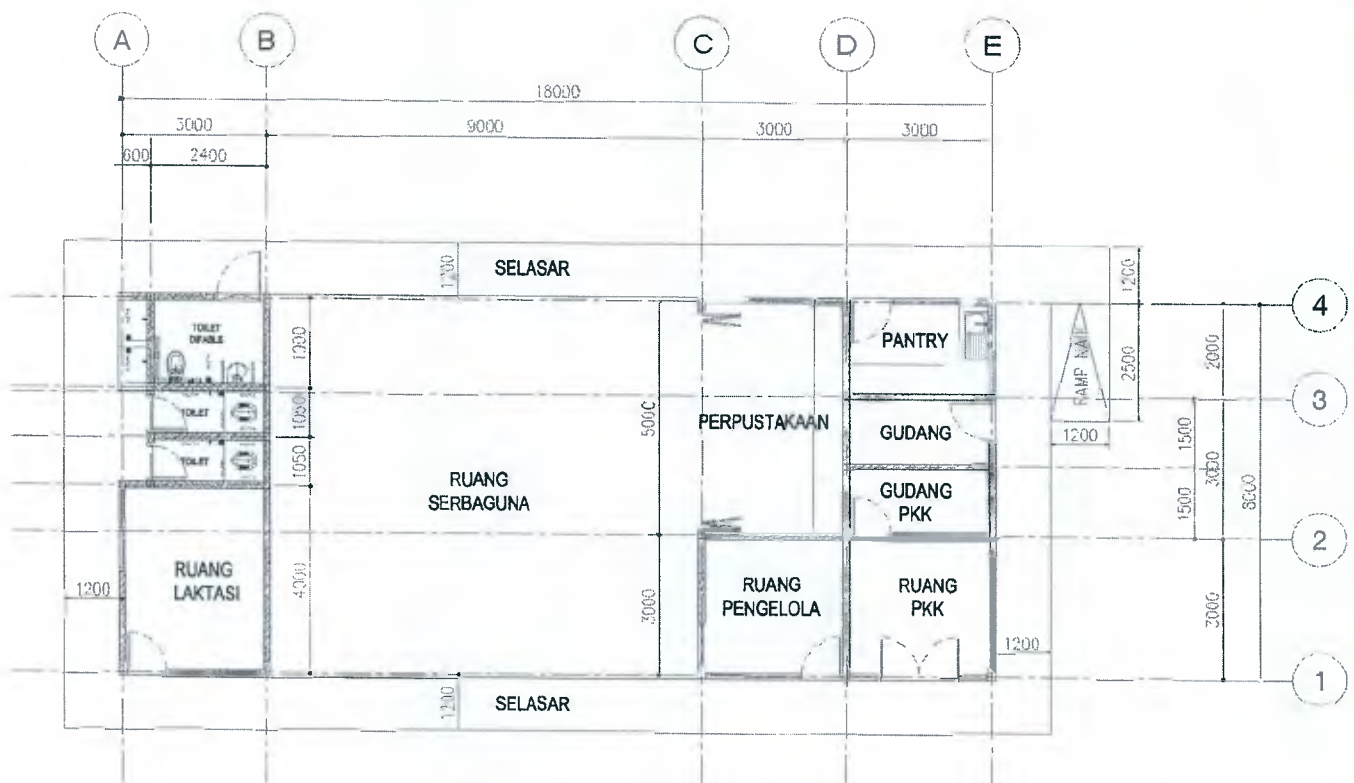 A
B
C
D
E
18000
3000
9000
3000
3000
600
2400
1200
SELASAR
1200
4
TOILET
DIFABLE
PANTRY
2000
2500
RAMP NAIK
3
TOILET
1050
5000
PERPUSTAKAAN
GUDANG
1200
1500
TOILET
1050
RUANG
SERBAGUNA
GUDANG
PKK
1500
3000
8000
2
RUANG
LAKTASI
1200
4000
RUANG
PENGELOLA
RUANG
PKK
3000
3000
1200
1
1200
SELASAR